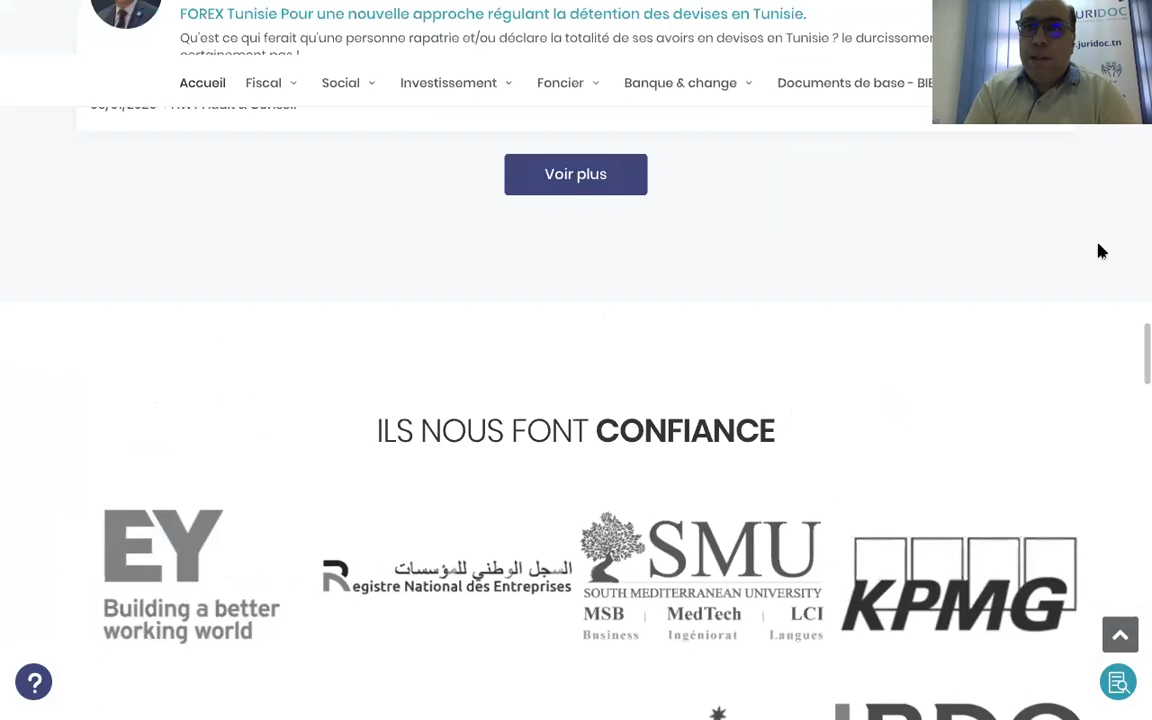 FOREX Tunisie Pour une nouvelle approche régulant la détention des devises en Tunisie.
Qu'est ce qui ferait qu'une personne rapatrie et/ou déclare la totalité de ses avoirs en devises en Tunisie ? le durcissemen
certainement pas !
URIDOC
.juridoc.tn
Accueil Fiscal Social Investissement Foncier Banque & change Documents de base - BIE
Voir plus
ILS NOUS FONT CONFIANCE
EY
Building a better
working world
السجل الوطني للمؤسسات
Registre National des Entreprises
SMU
SOUTH MEDITERRANEAN UNIVERSITY
MSB | MedTech | LCI
Business Ingéniorat Langues
KPMG
BDO
?